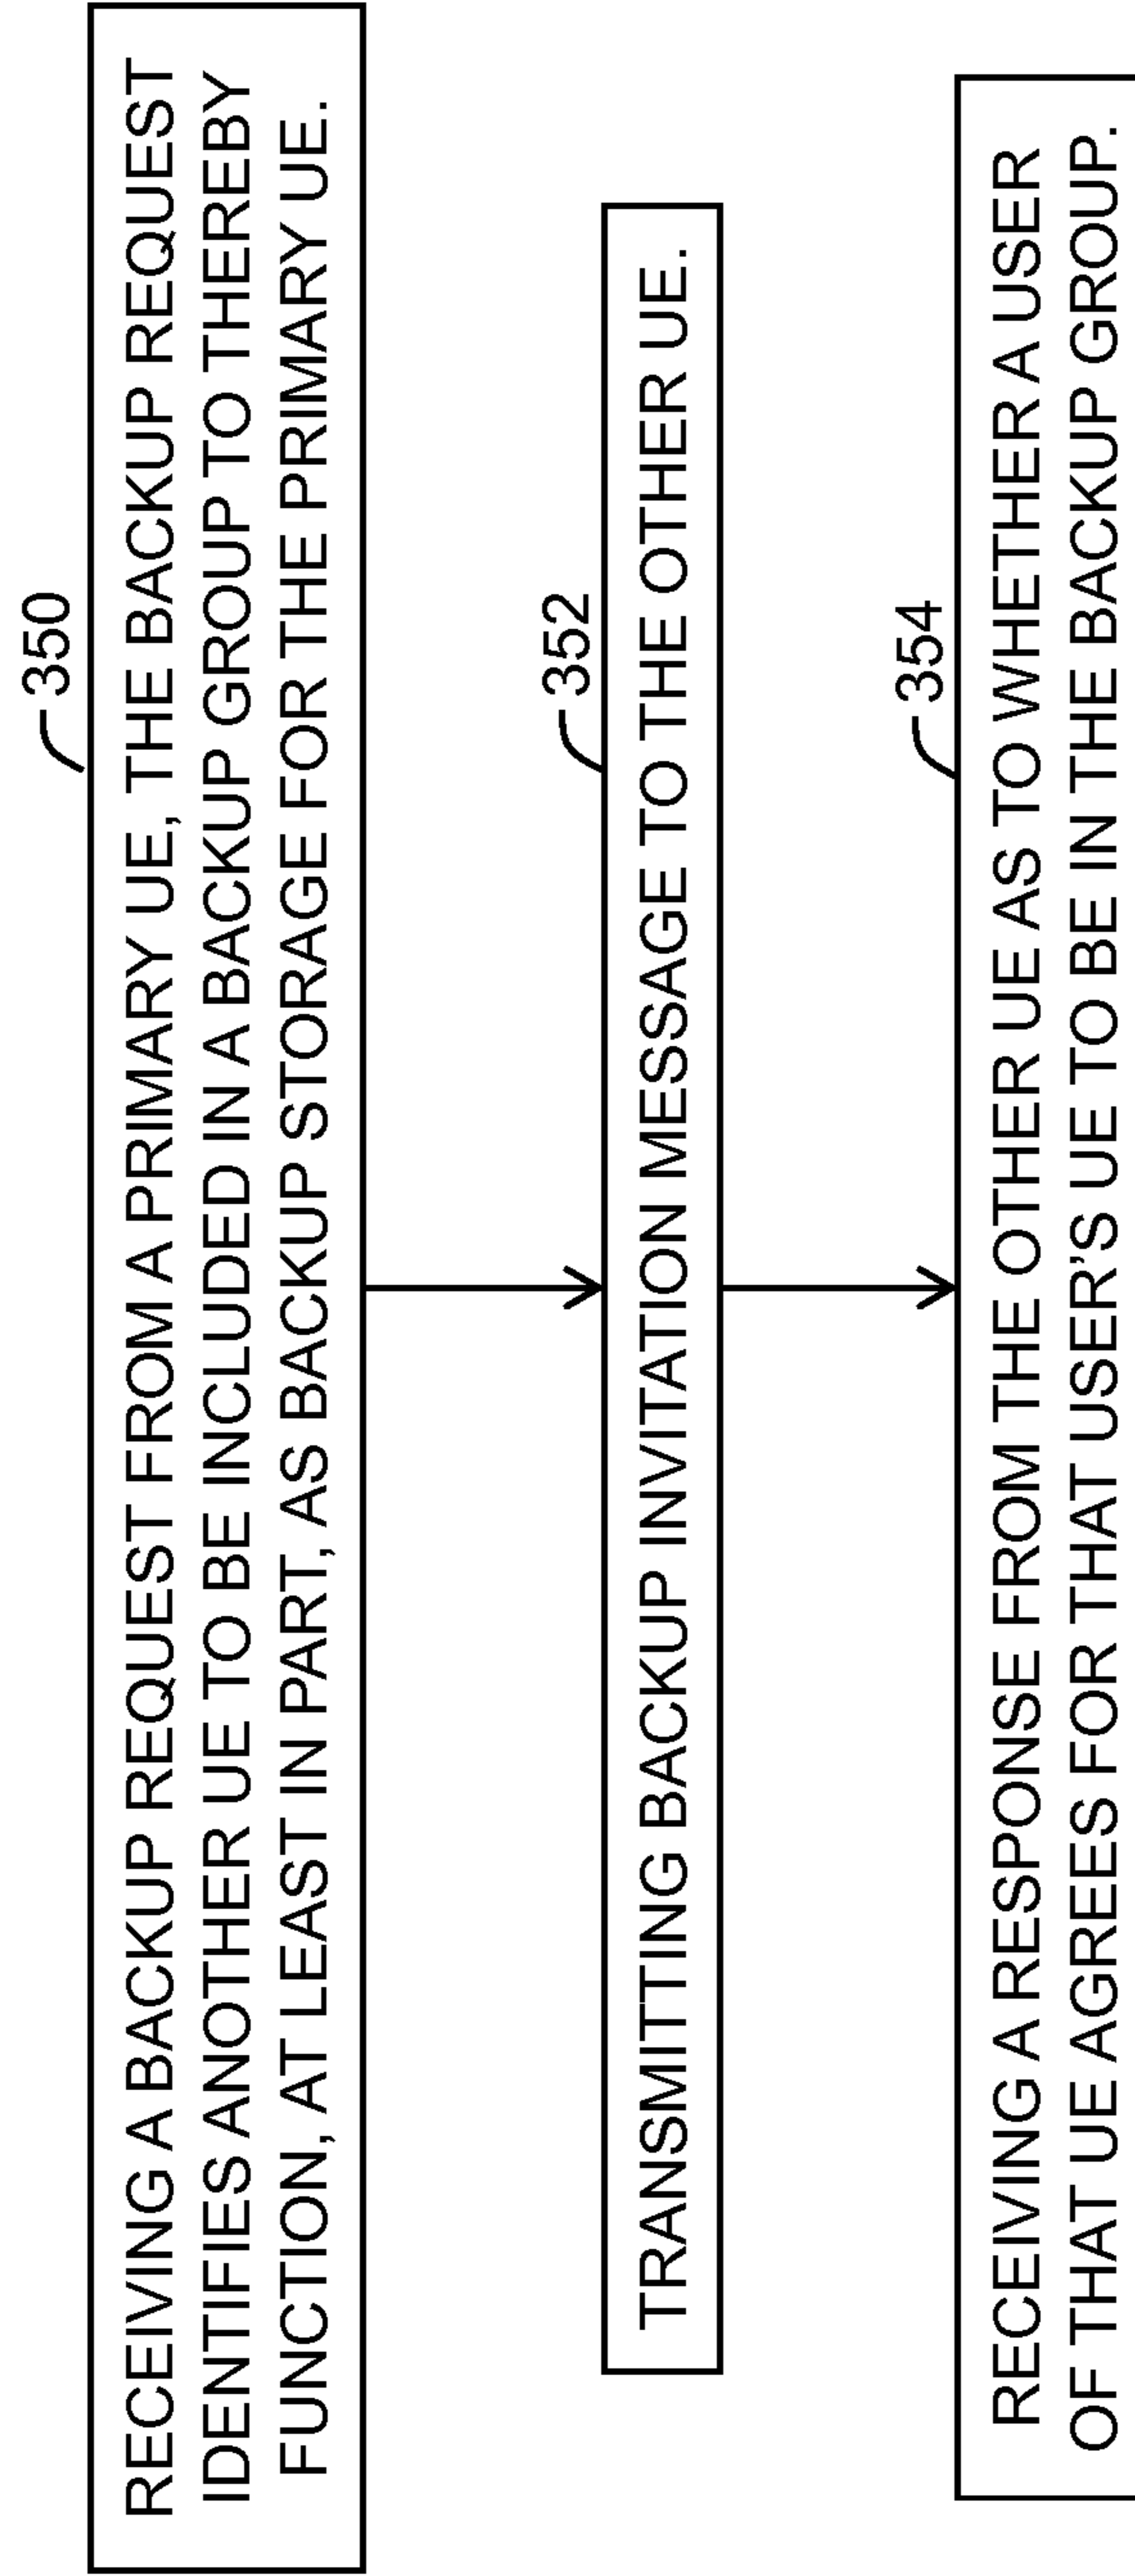 350
RECEIVING A BACKUP REQUEST FROM A PRIMARY UE, THE BACKUP REQUEST
IDENTIFIES ANOTHER UE TO BE INCLUDED IN A BACKUP GROUP TO THEREBY
FUNCTION, AT LEAST IN PART, AS BACKUP STORAGE FOR THE PRIMARY UE.
352
TRANSMITTING BACKUP INVITATION MESSAGE TO THE OTHER UE.
354
RECEIVING A RESPONSE FROM THE OTHER UE AS TO WHETHER A USER
OF THAT UE AGREES FOR THAT USER'S UE TO BE IN THE BACKUP GROUP.